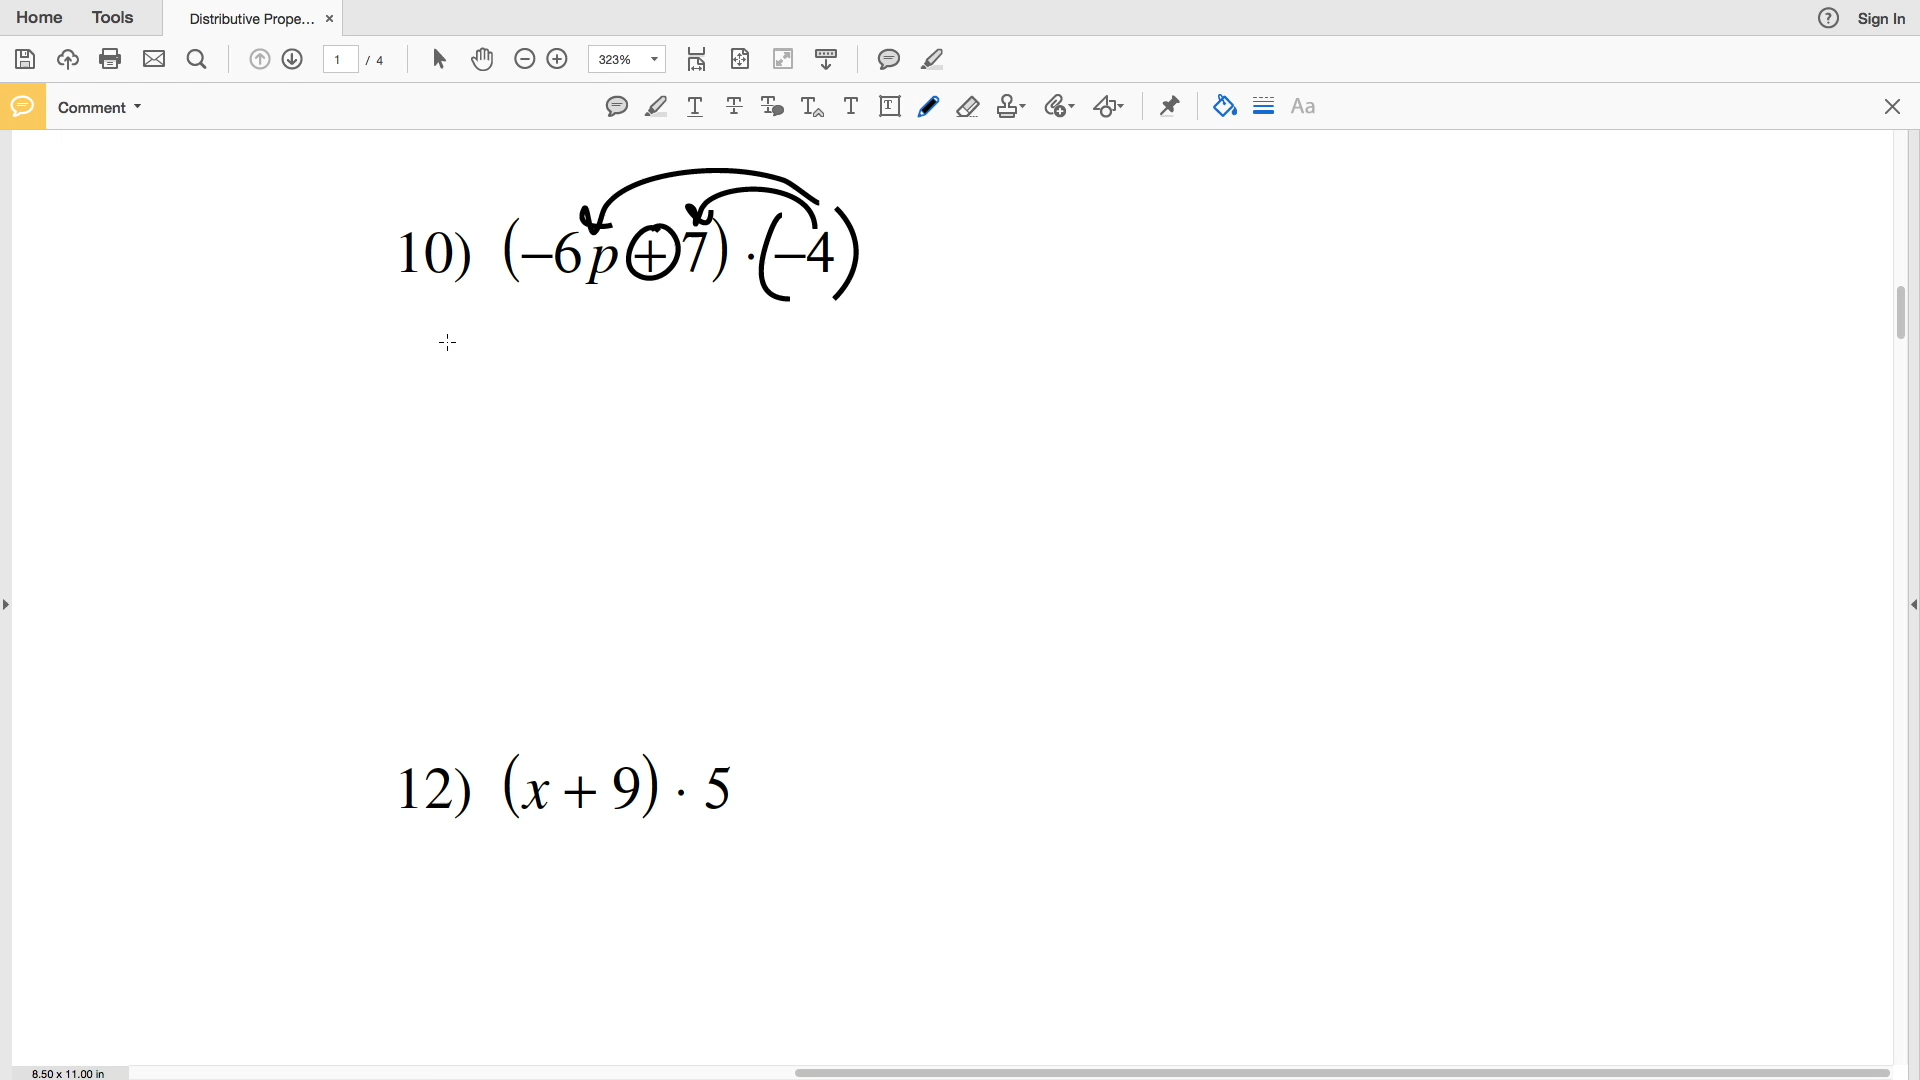 Home Tools Distributive Prope... × ? Sign In
1 / 4 323%
Comment T T T T T T Aa
10) (–6p + 7) · (–4)
12) (x + 9) · 5
8.50 x 11.00 in